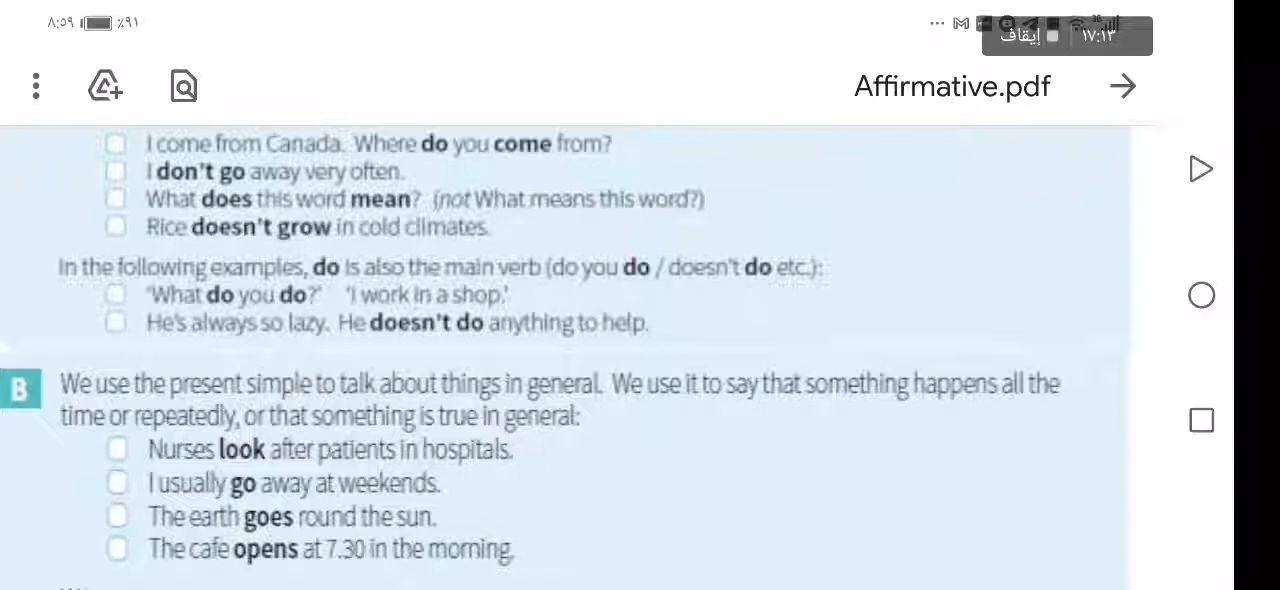 ٨:٥٩ ٪٩١ ... 3G
إيقاف ١٧:١٣
Affirmative.pdf
I come from Canada. Where do you come from?
I don't go away very often.
What does this word mean? (not What means this word?)
Rice doesn't grow in cold climates.
In the following examples, do is also the main verb (do you do / doesn't do etc.):
'What do you do?' 'I work in a shop.'
He's always so lazy. He doesn't do anything to help.
B We use the present simple to talk about things in general. We use it to say that something happens all the
time or repeatedly, or that something is true in general:
Nurses look after patients in hospitals.
I usually go away at weekends.
The earth goes round the sun.
The cafe opens at 7.30 in the morning.